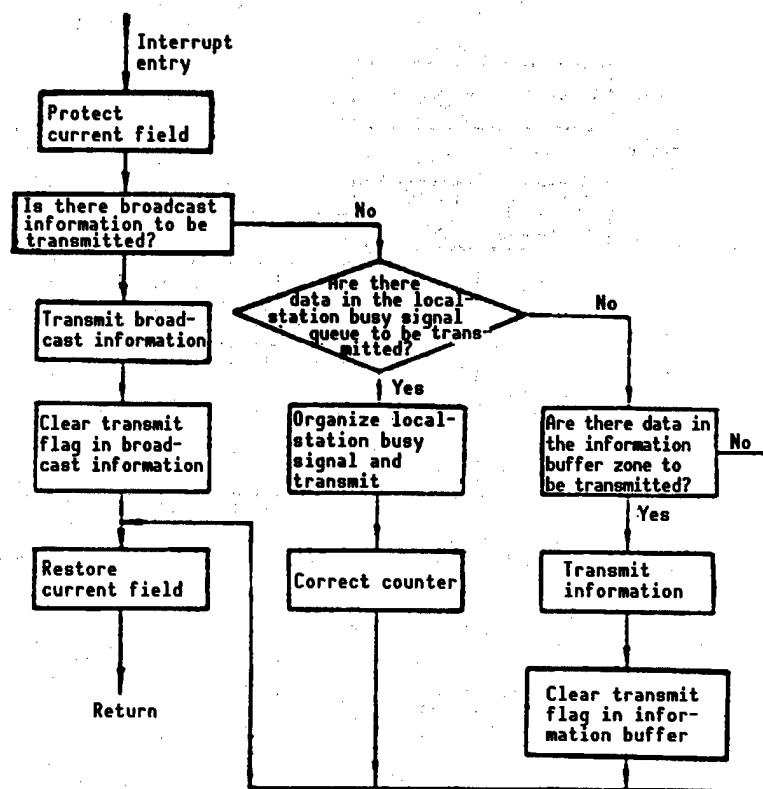 Interrupt
entry
Protect
current field
Is there broadcast
information to be
transmitted?
No
Are there
data in the local-
station busy signal
queue to be trans-
mitted?
No
Transmit broad-
cast information
Yes
Clear transmit
flag in broad-
cast information
Organize local-
station busy
signal and
transmit
Are there data in
the information
buffer zone to
be transmitted?
No
Yes
Restore
current field
Correct counter
Transmit
information
Return
Clear transmit
flag in infor-
mation buffer